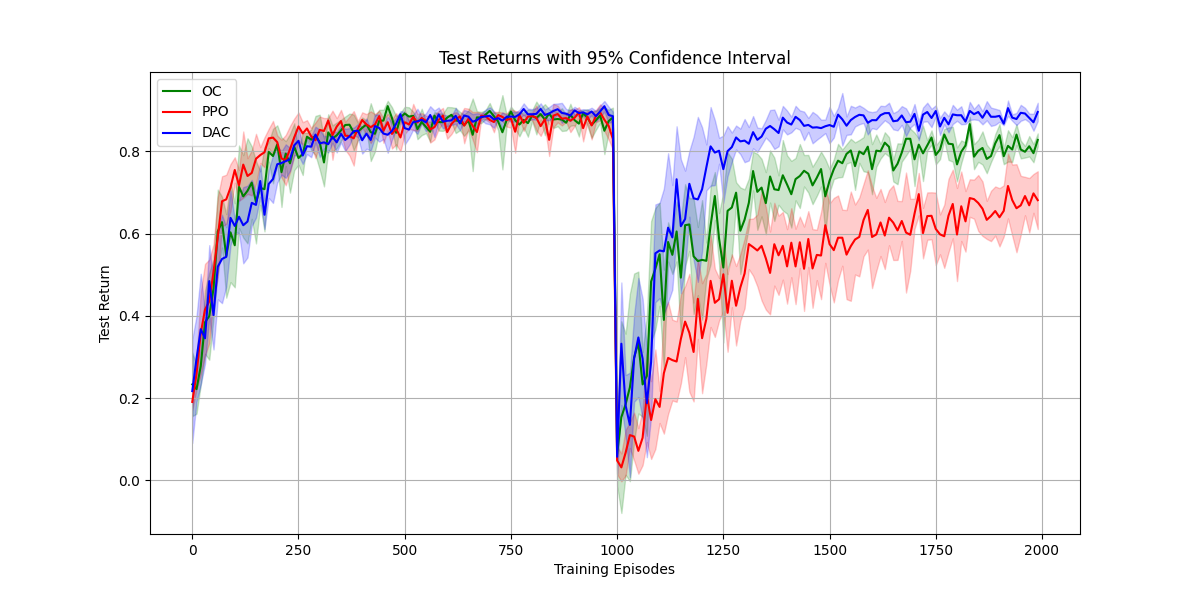 Test Returns with 95% Confidence Interval
OC
PPO
DAC
0.8
0.6
0.4
0.2
0.0
Test Return
0 250 500 750 1000 1250 1500 1750 2000
Training Episodes